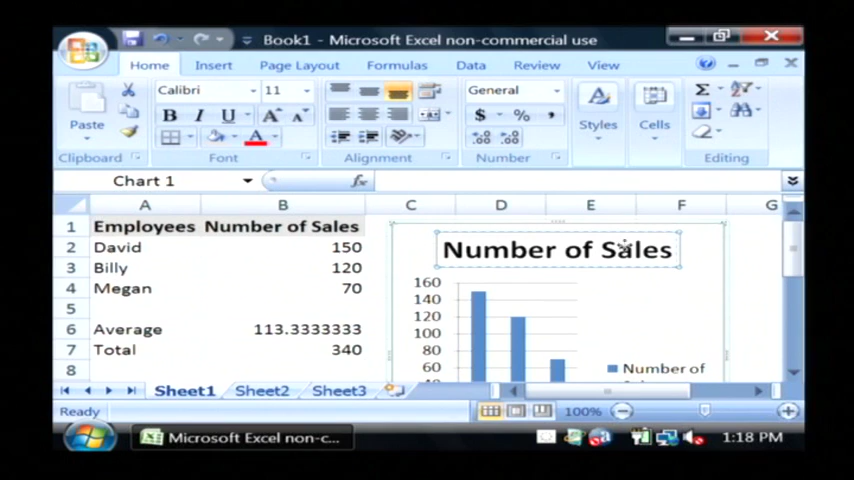 Book1 - Microsoft Excel non-commercial use
Home Insert Page Layout Formulas Data Review View
Calibri 11 General
Paste B I U A A A $ % , Styles Cells Σ
Clipboard Font Alignment Number Editing
Chart 1 fx
A B C D E F G
1 Employees Number of Sales
2 David 150
3 Billy 120
4 Megan 70
5
6 Average 113.3333333
7 Total 340
8
Number of Sales
160
140
120
100
80
60
Number of
Sheet1 Sheet2 Sheet3
Ready 100%
Microsoft Excel non-c... 1:18 PM